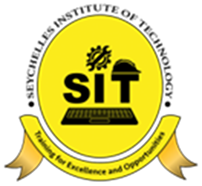 • SEYCHELLES INSTITUTE OF TECHNOLOGY •
SIT
Training for Excellence and Opportunities